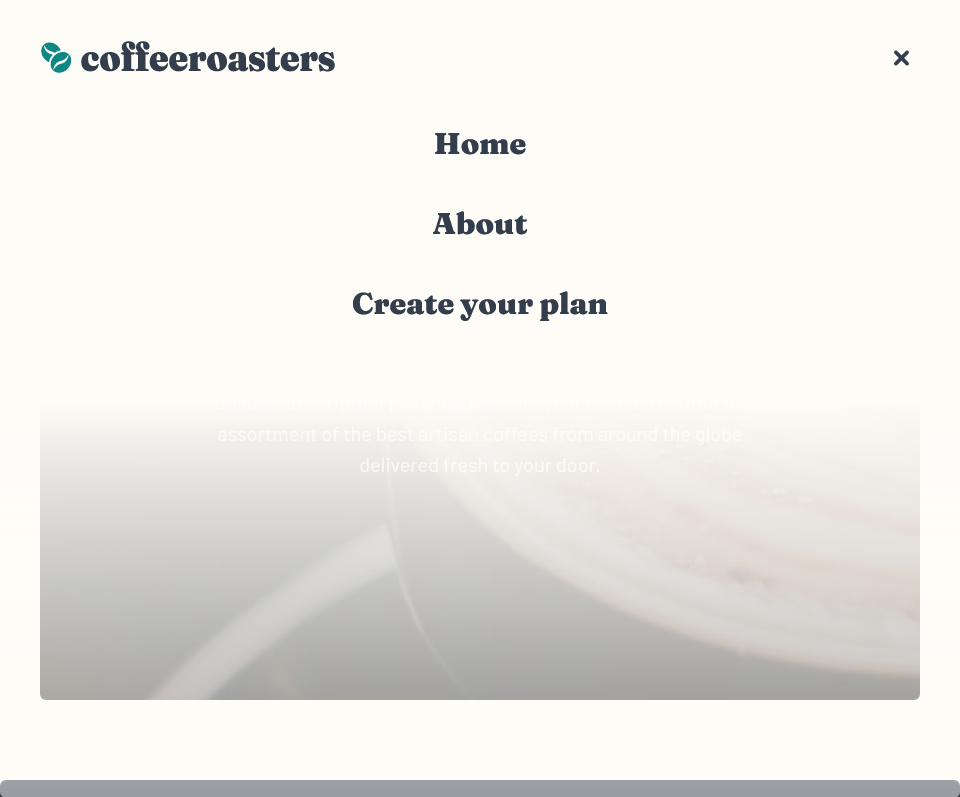 coffeeroasters
Home
About
Create your plan
assortment of the best artisan coffees from around the globe
delivered fresh to your door.